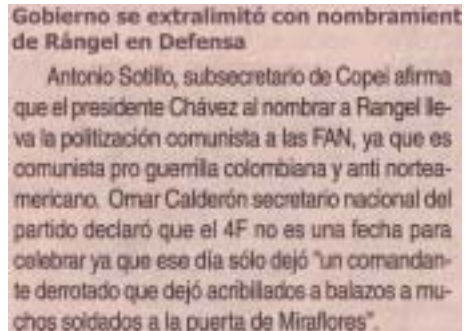 Gobierno se extralimitó con nombramient
de Rángel en Defensa
Antonio Sotillo, subsecretario de Copei afirma
que el presidente Chávez al nombrar a Rangel lle-
va la politización comunista a las FAN, ya que es
comunista pro guerrilla colombiana y anti nortea-
mericano. Omar Calderón secretario nacional del
partido declaró que el 4F no es una fecha para
celebrar ya que ese día sólo dejó "un comandan-
te derrotado que dejó acribillados a balazos a mu-
chos soldados a la puerta de Miraflores"